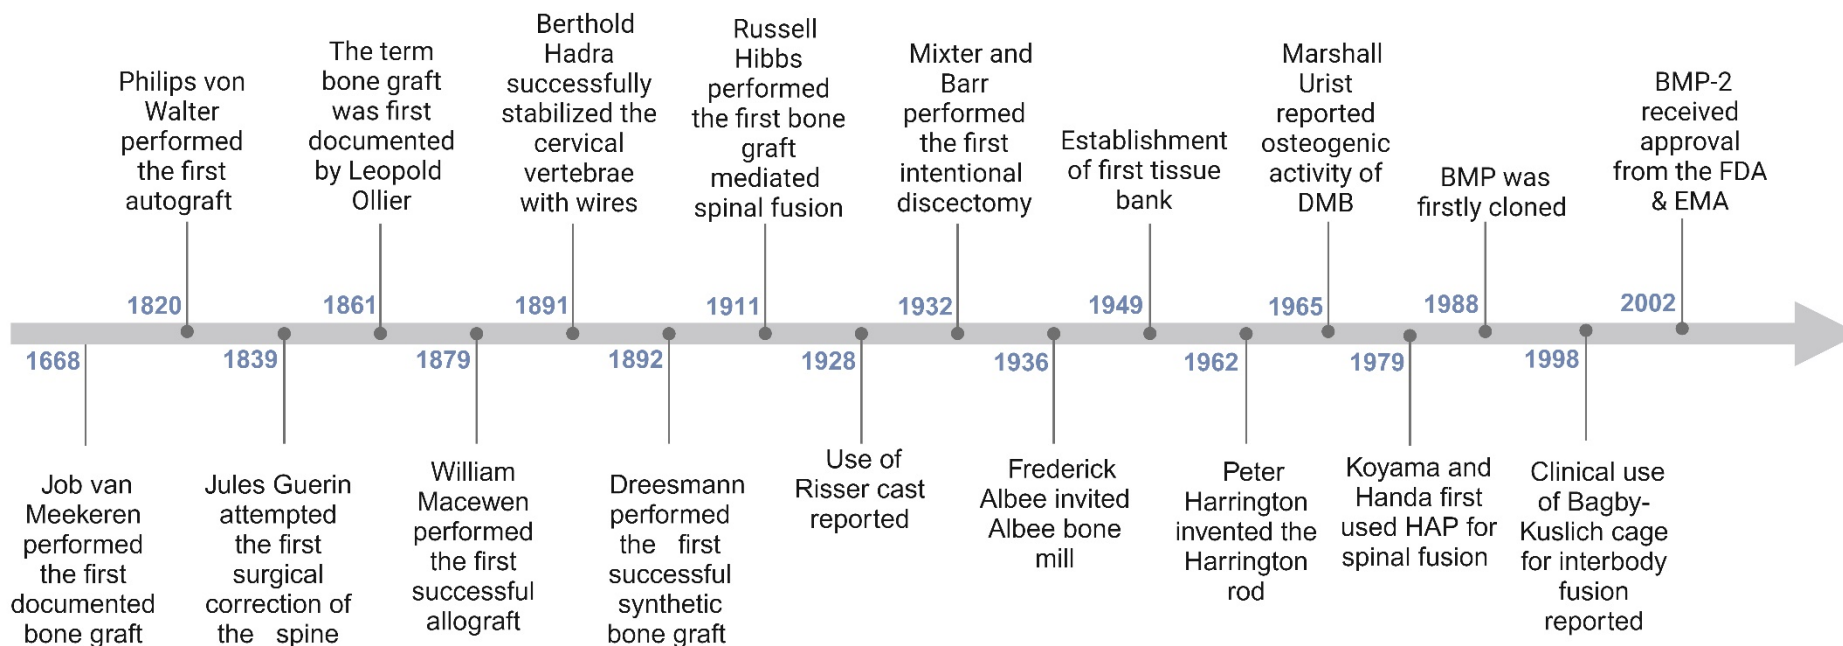 1668
Job van
Meekeren
performed
the first
documented
bone graft
Philips von
Walter
performed
the first
autograft
1820
1839
Jules Guerin
attempted
the first
surgical
correction of
the spine
The term
bone graft
was first
documented
by Leopold
Ollier
1861
1879
William
Macewen
performed
the first
successful
allograft
Berthold
Hadra
successfully
stabilized the
cervical
vertebrae
with wires
1891
1892
Dreesmann
performed
the first
successful
synthetic
bone graft
Russell
Hibbs
performed
the first bone
graft
mediated
spinal fusion
1911
1928
Use of
Risser cast
reported
Mixter and
Barr
performed
the first
intentional
discectomy
1932
1936
Frederick
Albee invited
Albee bone
mill
Establishment
of first tissue
bank
1949
1962
Peter
Harrington
invented the
Harrington
rod
Marshall
Urist
reported
osteogenic
activity of
DMB
1965
1979
Koyama and
Handa first
used HAP for
spinal fusion
BMP was
firstly cloned
1988
1998
Clinical use
of Bagby-
Kuslich cage
for interbody
fusion
reported
BMP-2
received
approval
from the FDA
& EMA
2002